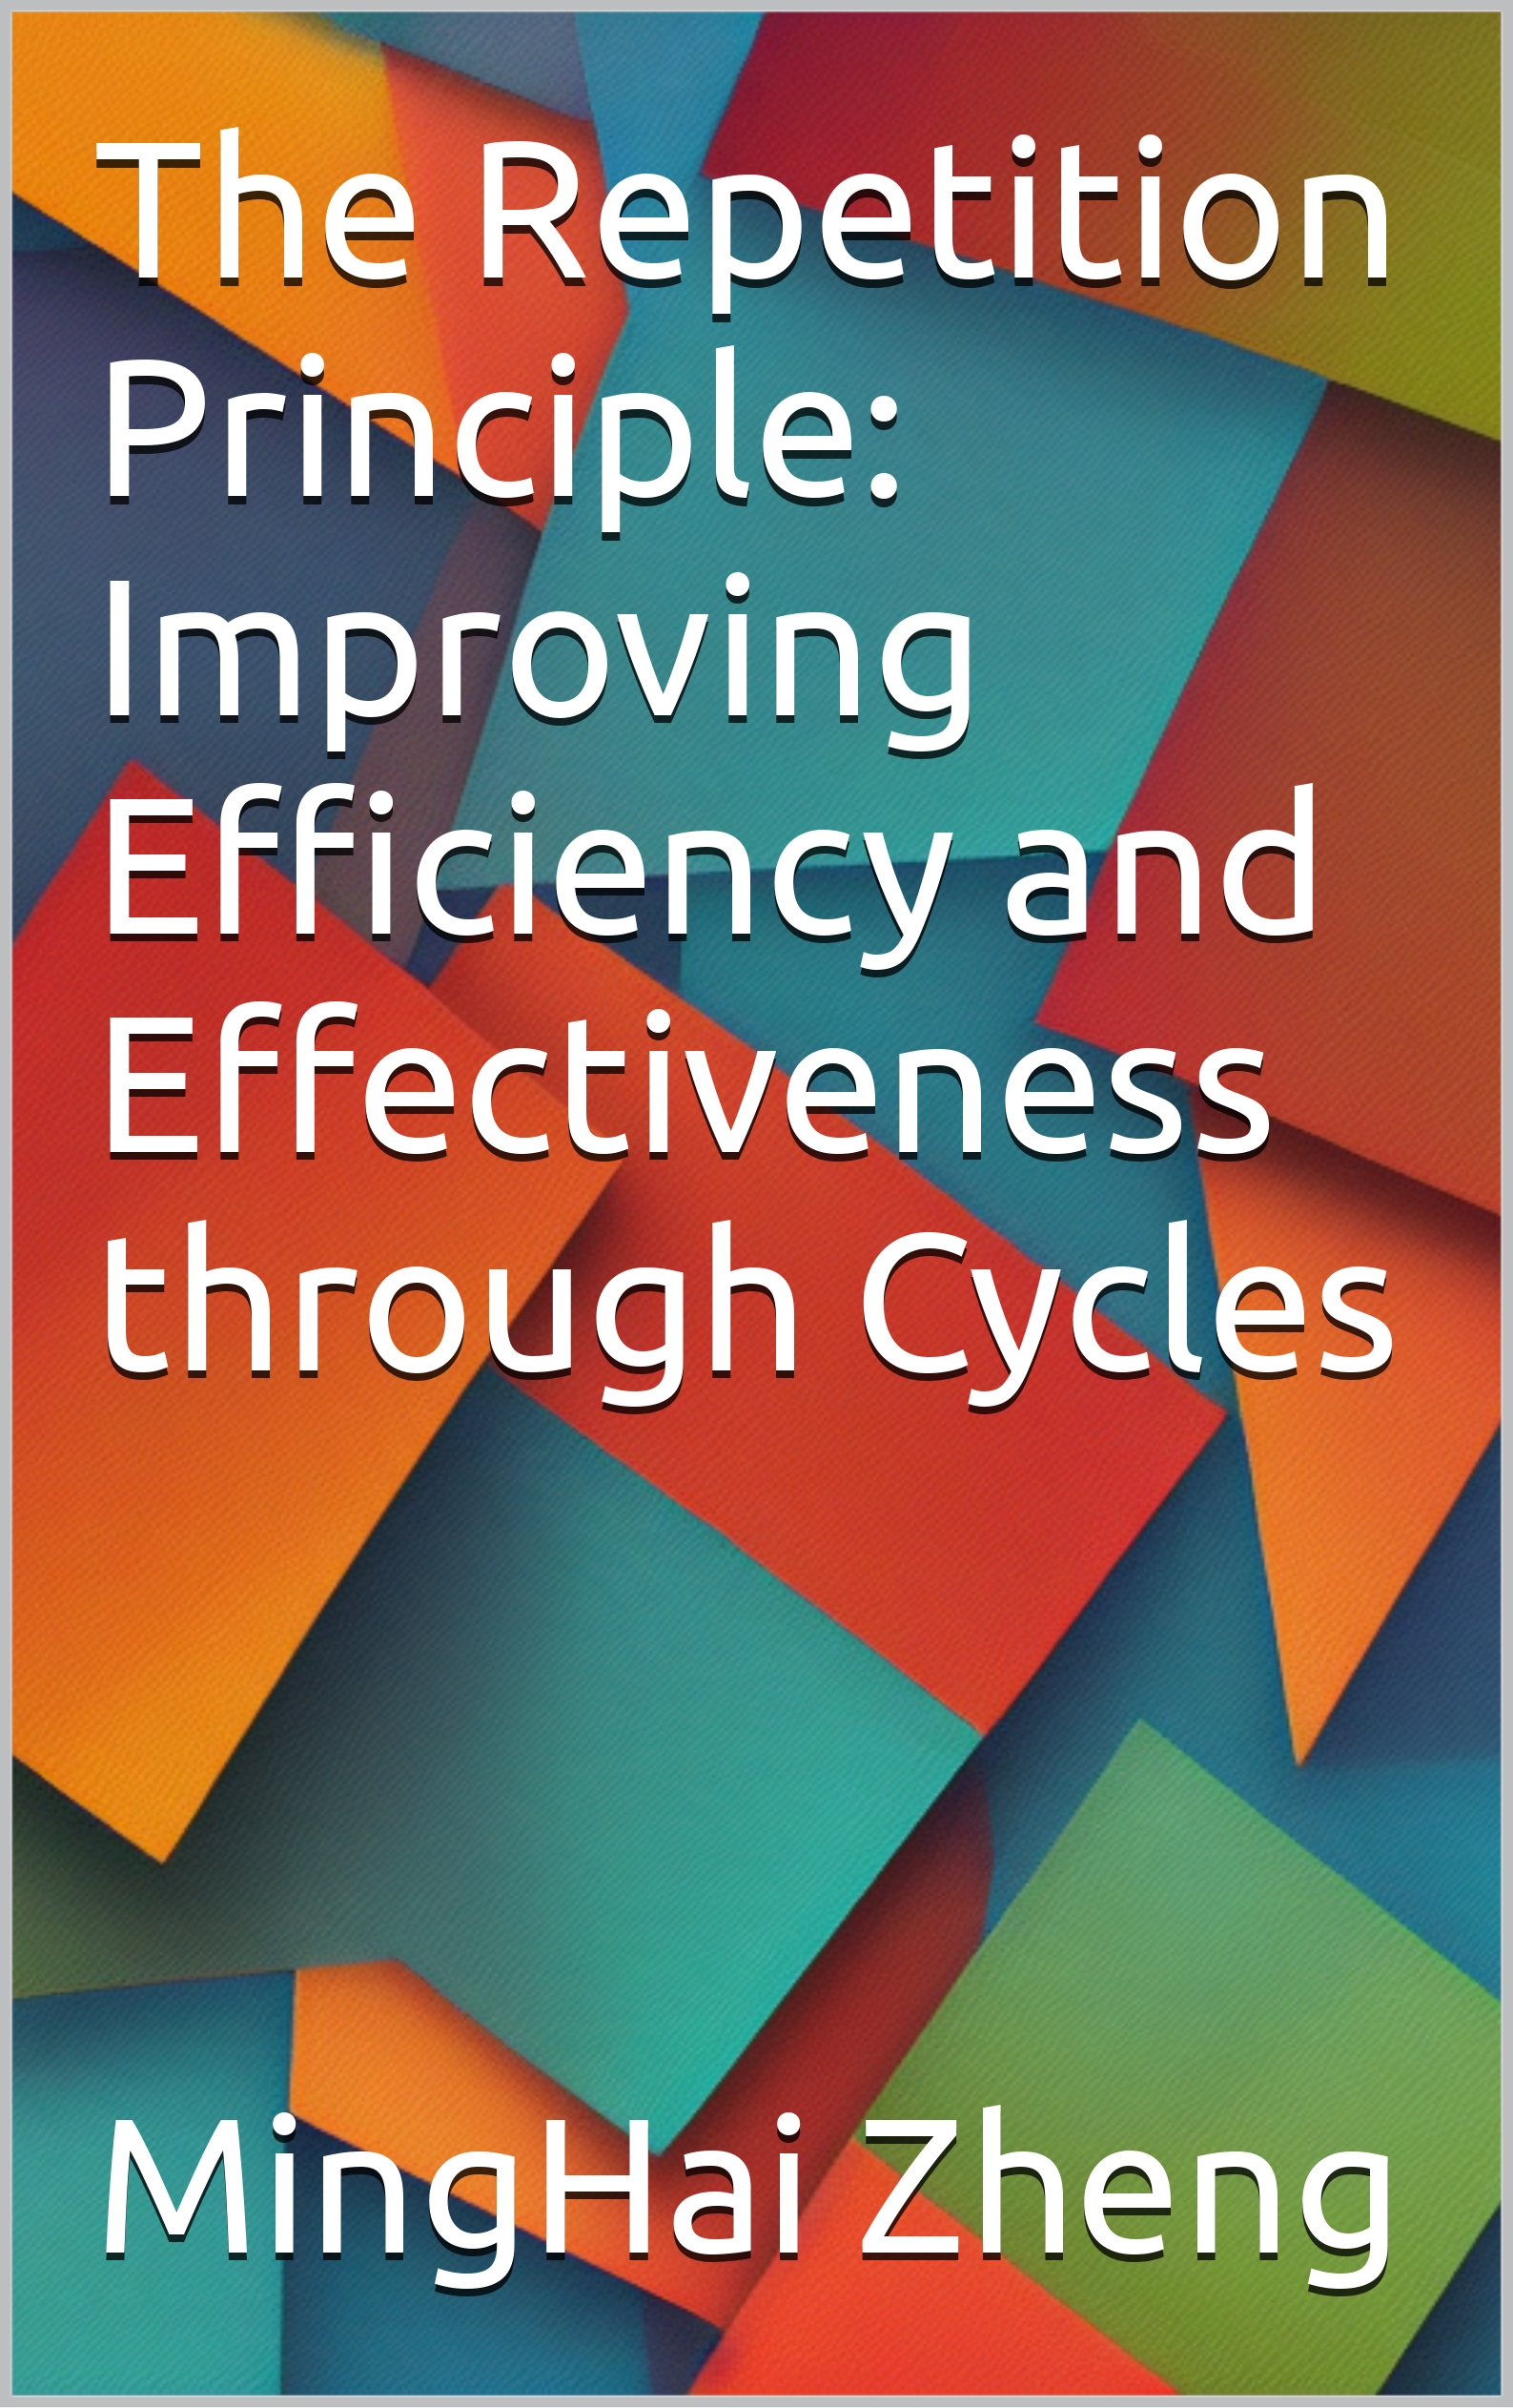 The Repetition
Principle:
Improving
Efficiency and
Effectiveness
through Cycles
MingHai Zheng